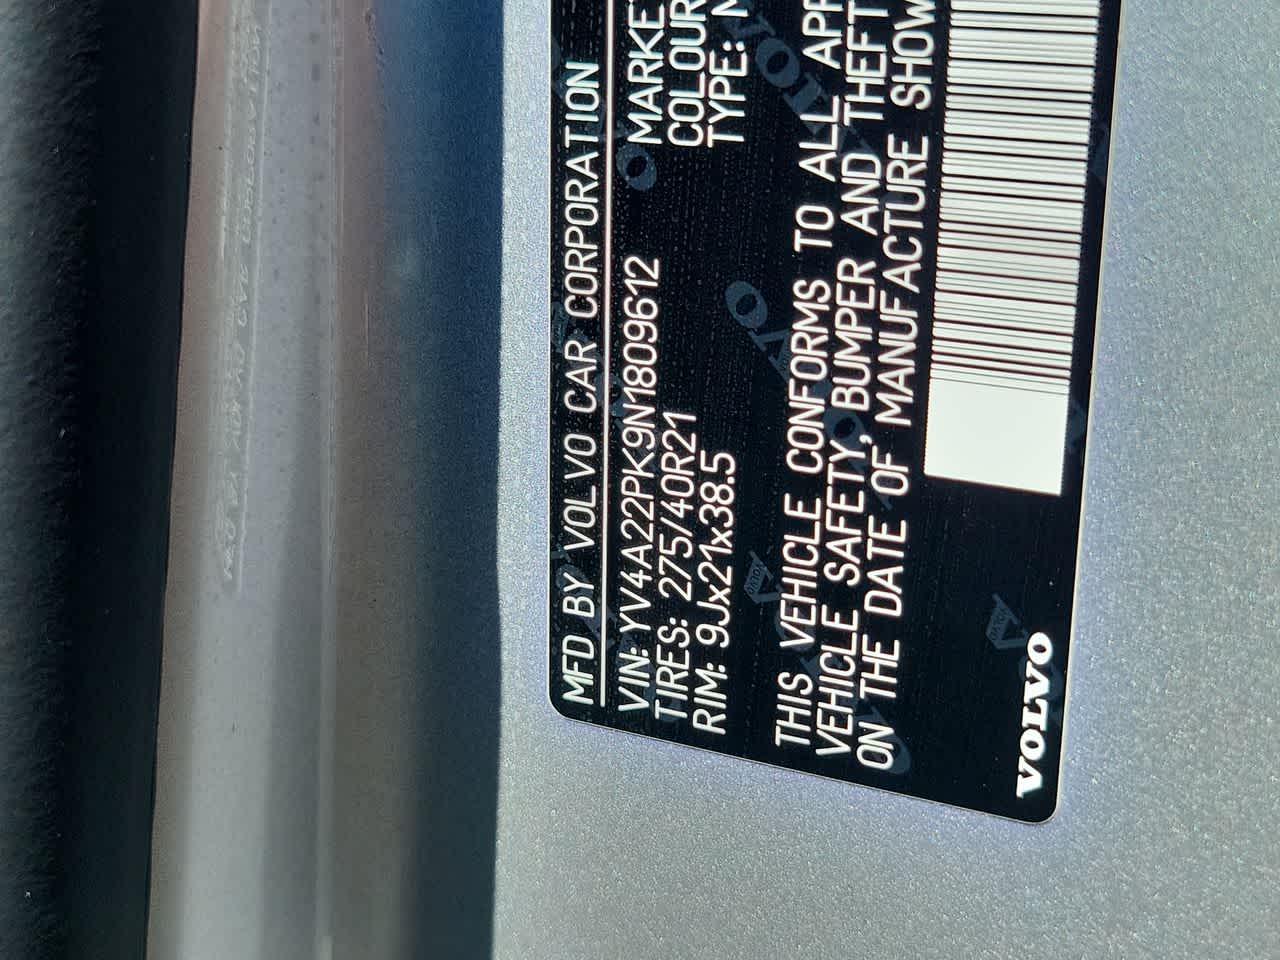 MFD BY VOLVO CAR CORPORATION
VIN: YV4A22PK9N1809612
TIRES: 275/40R21
RIM: 9Jx21x38.5
MARKE
COLOUR
TYPE:
THIS VEHICLE CONFORMS TO ALL APP
VEHICLE SAFETY, BUMPER AND THEFT
ON THE DATE OF MANUFACTURE SHOW
VOLVO